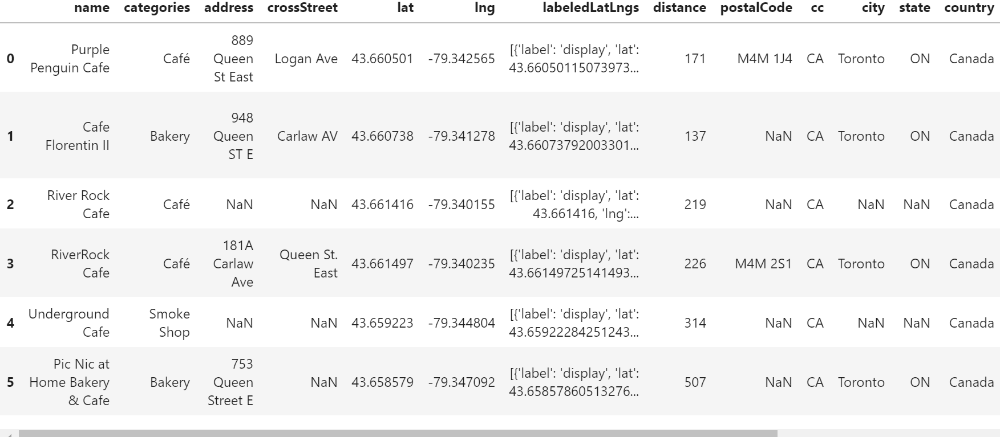 name categories address crossStreet lat lng labeledLatLngs distance postalCode cc city state country
0 Purple Penguin Cafe Café 889 Queen St East Logan Ave 43.660501 -79.342565 [{'label': 'display', 'lat': 43.66050115073973... 171 M4M 1J4 CA Toronto ON Canada
1 Cafe Florentin II Bakery 948 Queen ST E Carlaw AV 43.660738 -79.341278 [{'label': 'display', 'lat': 43.66073792003301... 137 NaN CA Toronto ON Canada
2 River Rock Cafe Café NaN NaN 43.661416 -79.340155 [{'label': 'display', 'lat': 43.661416, 'lng':... 219 NaN CA NaN NaN Canada
3 RiverRock Cafe Café 181A Carlaw Ave Queen St. East 43.661497 -79.340235 [{'label': 'display', 'lat': 43.66149725141493... 226 M4M 2S1 CA Toronto ON Canada
4 Underground Cafe Smoke Shop NaN NaN 43.659223 -79.344804 [{'label': 'display', 'lat': 43.65922284251243... 314 NaN CA NaN NaN Canada
5 Pic Nic at Home Bakery & Cafe Bakery 753 Queen Street E NaN 43.658579 -79.347092 [{'label': 'display', 'lat': 43.65857860513276... 507 NaN CA Toronto ON Canada